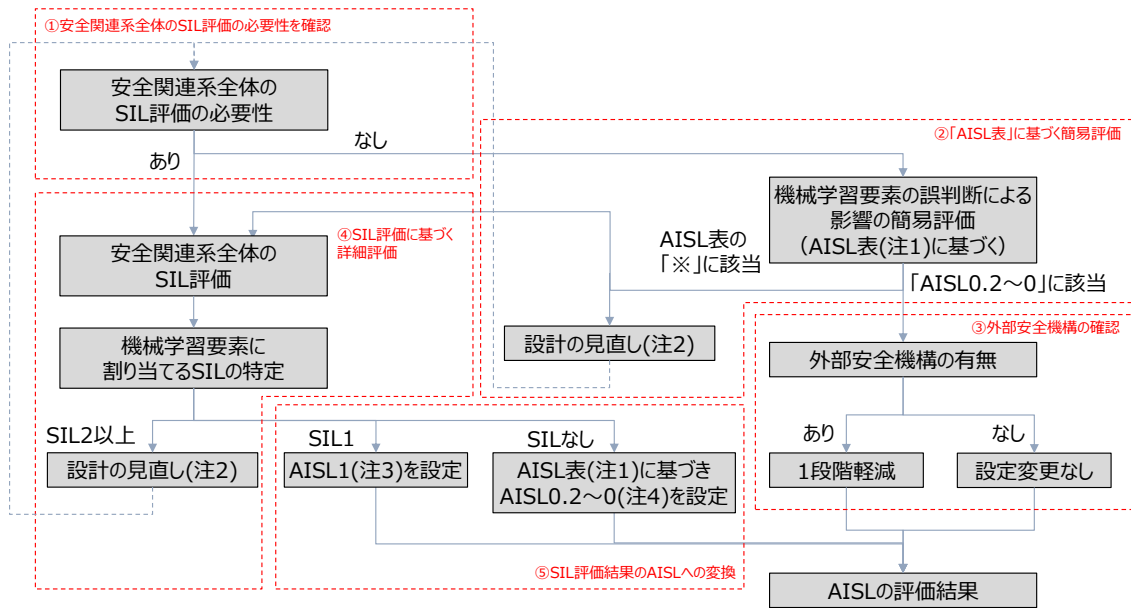 ①安全関連系全体のSIL評価の必要性を確認
安全関連系全体の
SIL評価の必要性
なし
あり
②「AISL表」に基づく簡易評価
機械学習要素の誤判断による
影響の簡易評価
（AISL表(注1)に基づく）
④SIL評価に基づく
詳細評価
安全関連系全体の
SIL評価
AISL表の
「※」に該当
「AISL0.2～0」に該当
機械学習要素に
割り当てるSILの特定
設計の見直し(注2)
③外部安全機構の確認
外部安全機構の有無
SIL2以上
設計の見直し(注2)
SIL1
AISL1(注3)を設定
SILなし
AISL表(注1)に基づき
AISL0.2～0(注4)を設定
あり
1段階軽減
なし
設定変更なし
⑤SIL評価結果のAISLへの変換
AISLの評価結果